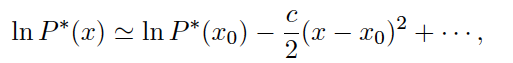 ln P*(x) ≃ ln P*(x₀) − c/2 (x − x₀)² + ⋯ ,